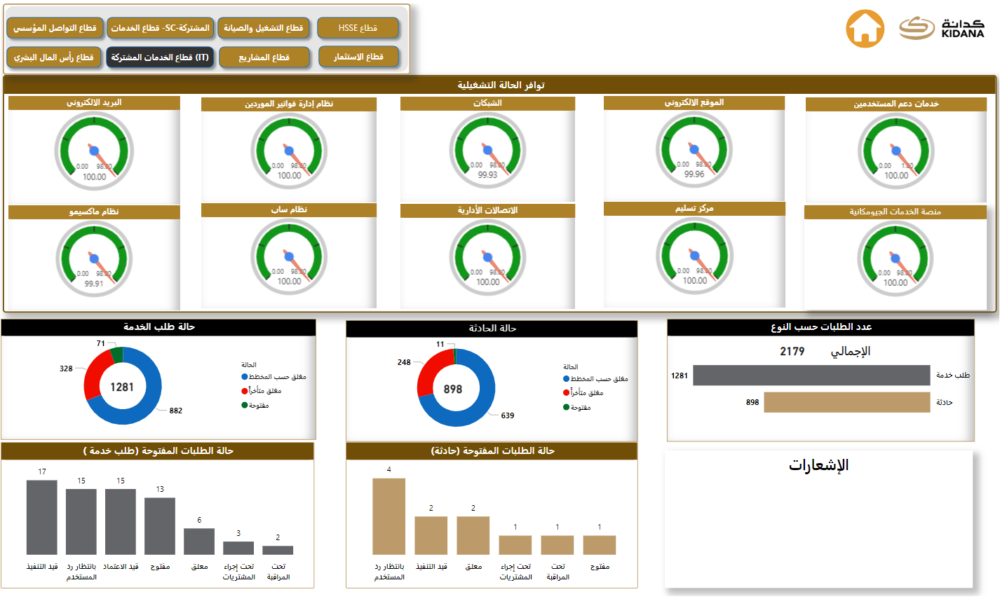 كدانة
KIDANA
قطاع HSSE
قطاع التشغيل والصيانة
المشتركة-SC- قطاع الخدمات
قطاع التواصل المؤسسي
قطاع الاستثمار
قطاع المشاريع
(IT) قطاع الخدمات المشتركة
قطاع رأس المال البشري
توافر الحالة التشغيلية
خدمات دعم المستخدمين
0.00
100.00
الموقع الالكتروني
0.00 98.00
99.96
الشبكات
0.00 98.00
99.93
نظام إدارة فواتير الموردين
0.00 98.00
100.00
البريد الالكتروني
0.00 98.00
100.00
منصة الخدمات الجيومكانية
0.00 98.00
100.00
مركز تسليم
0.00 98.00
100.00
الاتصالات الأدارية
0.00 98.00
100.00
نظام ساب
0.00 98.00
100.00
نظام ماكسيمو
0.00 98.00
99.91
عدد الطلبات حسب النوع
الإجمالي 2179
طلب خدمة 1281
حادثة 898
حالة الحادثة
11
248
898
639
الحالة
مغلق حسب المخطط
مغلق متأخراً
مفتوحة
حالة طلب الخدمة
71
328
1281
882
الحالة
مغلق حسب المخطط
مغلق متأخراً
مفتوحة
الإشعارات
حالة الطلبات المفتوحة (حادثة)
4
2
2
1
1
1
بانتظار رد المستخدم
قيد التنفيذ
معلق
تحت إجراء المشتريات
تحت المراقبة
مفتوح
حالة الطلبات المفتوحة (طلب خدمة )
17
15
15
13
6
3
2
قيد التنفيذ
بانتظار رد المستخدم
قيد الاعتماد
مفتوح
معلق
تحت إجراء المشتريات
تحت المراقبة